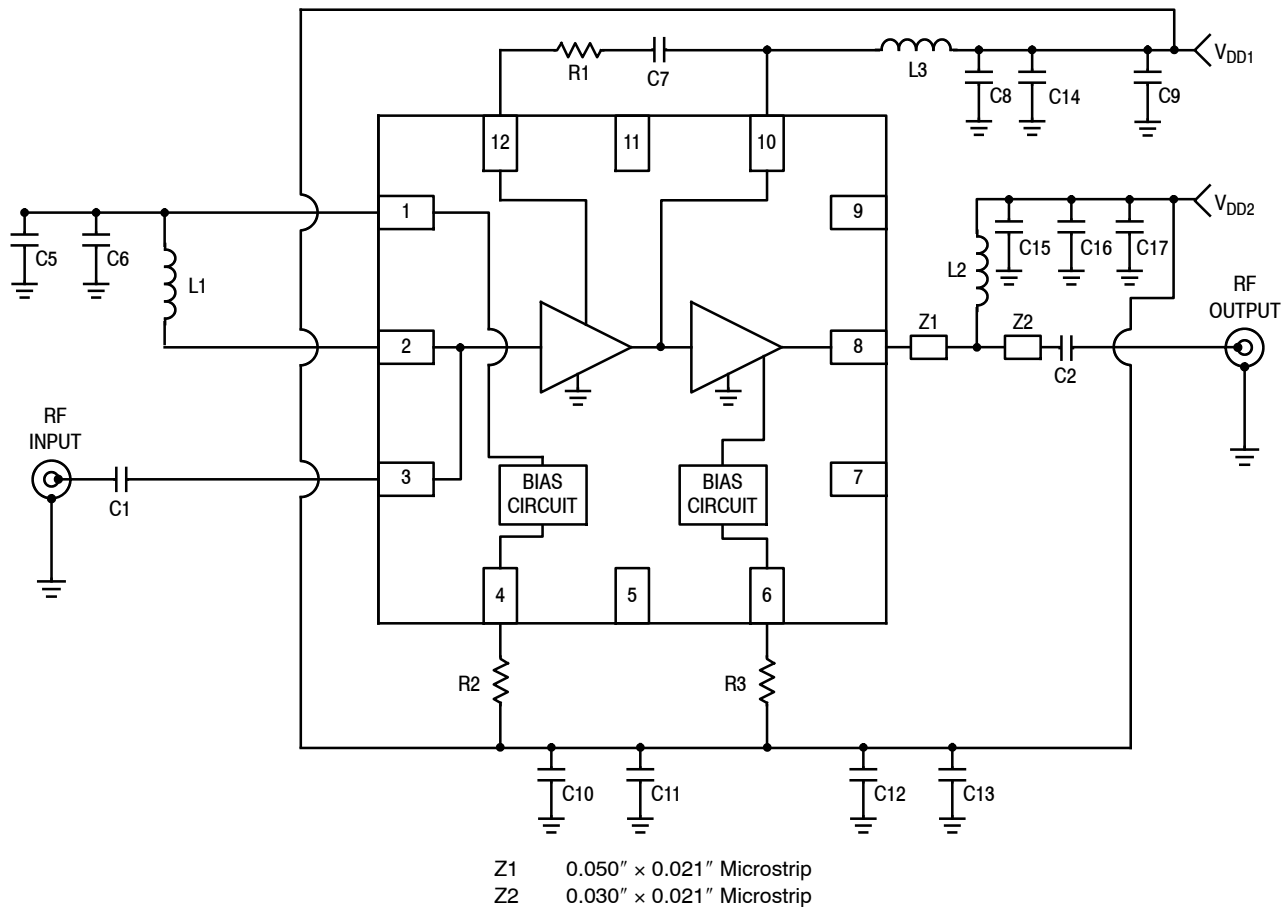 R1
C7
L3
V_DD1
C8
C14
C9
12
11
10
1
9
V_DD2
C5
C6
L1
C15
C16
C17
L2
RF
OUTPUT
2
8
Z1
Z2
C2
RF
INPUT
C1
3
BIAS
CIRCUIT
BIAS
CIRCUIT
7
4
5
6
R2
R3
C10
C11
C12
C13
Z1 0.050″ × 0.021″ Microstrip
Z2 0.030″ × 0.021″ Microstrip